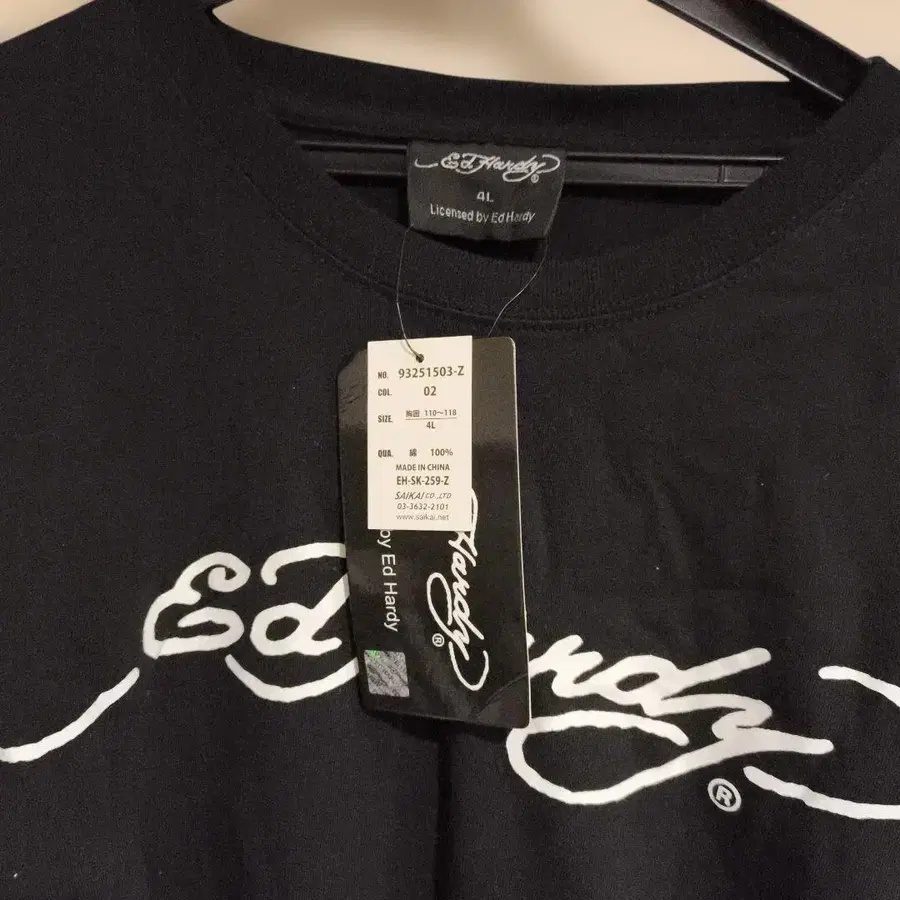 Ed Hardy
®
4L
Licensed by Ed Hardy
NO. 93251503-Z
COL. 02
SIZE. 胸囲 110〜118
4L
QUA. 綿 100%
MADE IN CHINA
EH-SK-259-Z
SAIKAI CO.,LTD
03-3632-2101
www.saikai.net
by Ed Hardy
Hardy
®
Ed Hardy
®